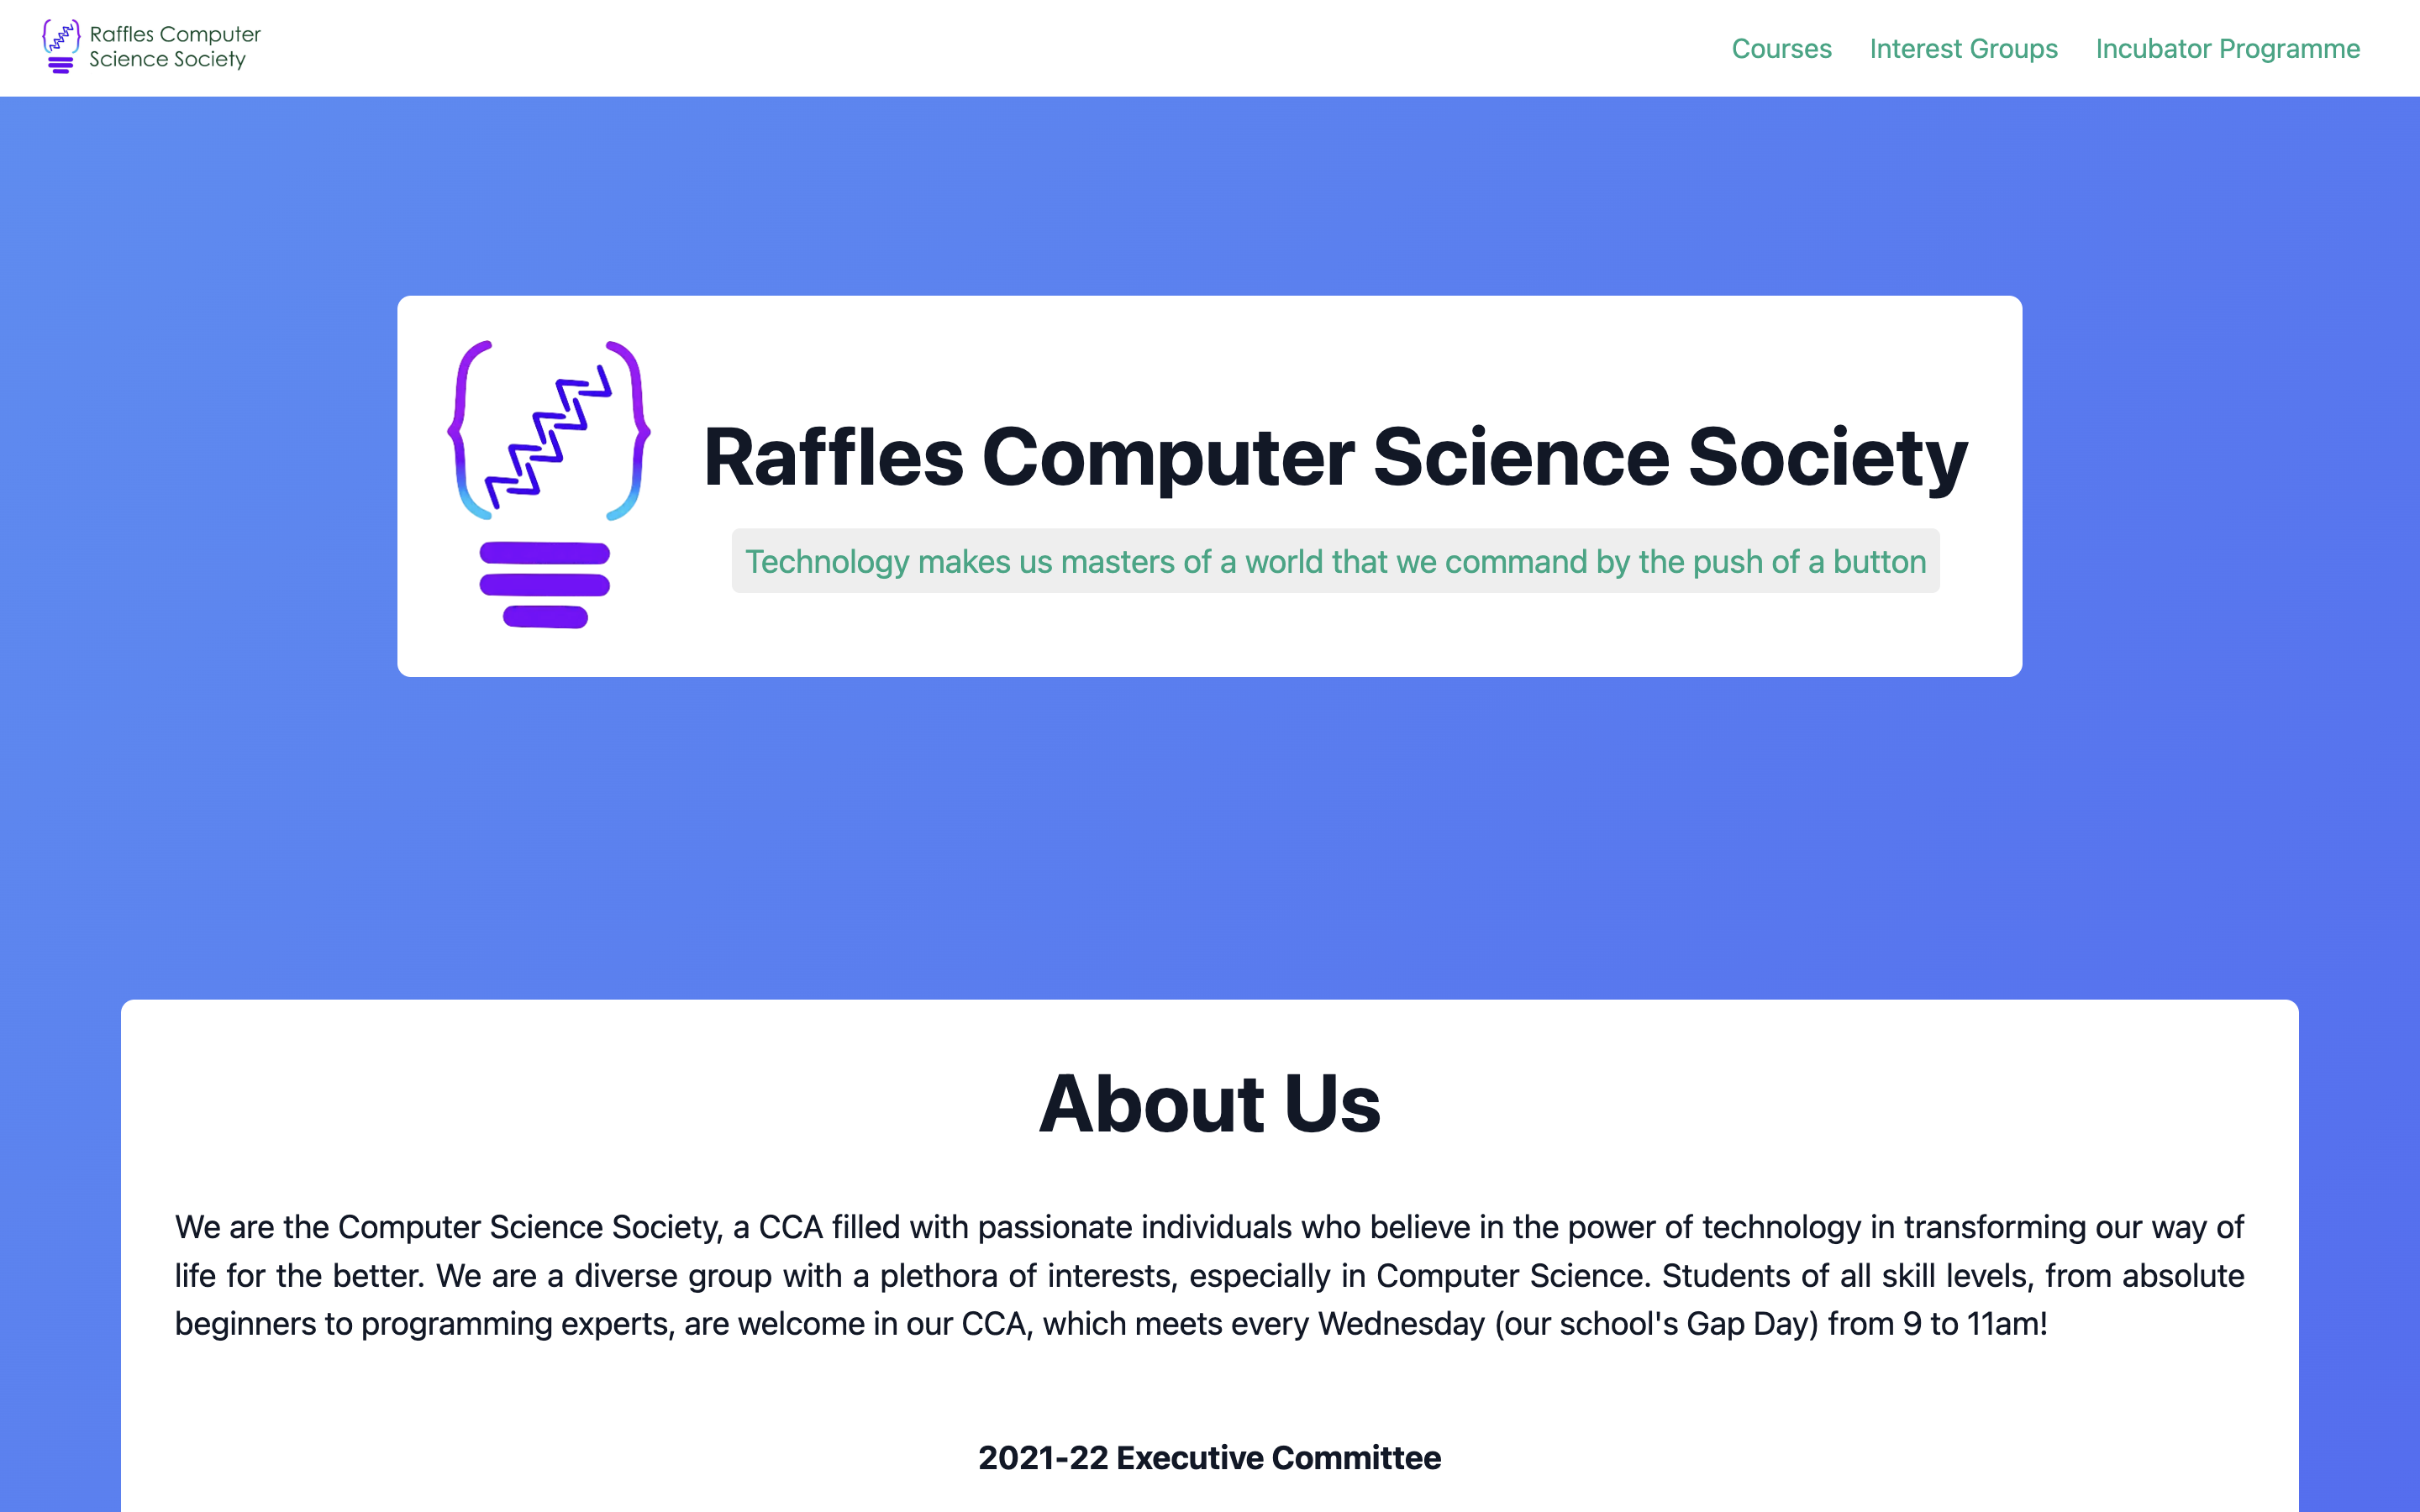 Raffles Computer
Science Society
Courses
Interest Groups
Incubator Programme
Raffles Computer Science Society
Technology makes us masters of a world that we command by the push of a button
About Us
We are the Computer Science Society, a CCA filled with passionate individuals who believe in the power of technology in transforming our way of
life for the better. We are a diverse group with a plethora of interests, especially in Computer Science. Students of all skill levels, from absolute
beginners to programming experts, are welcome in our CCA, which meets every Wednesday (our school's Gap Day) from 9 to 11am!
2021-22 Executive Committee